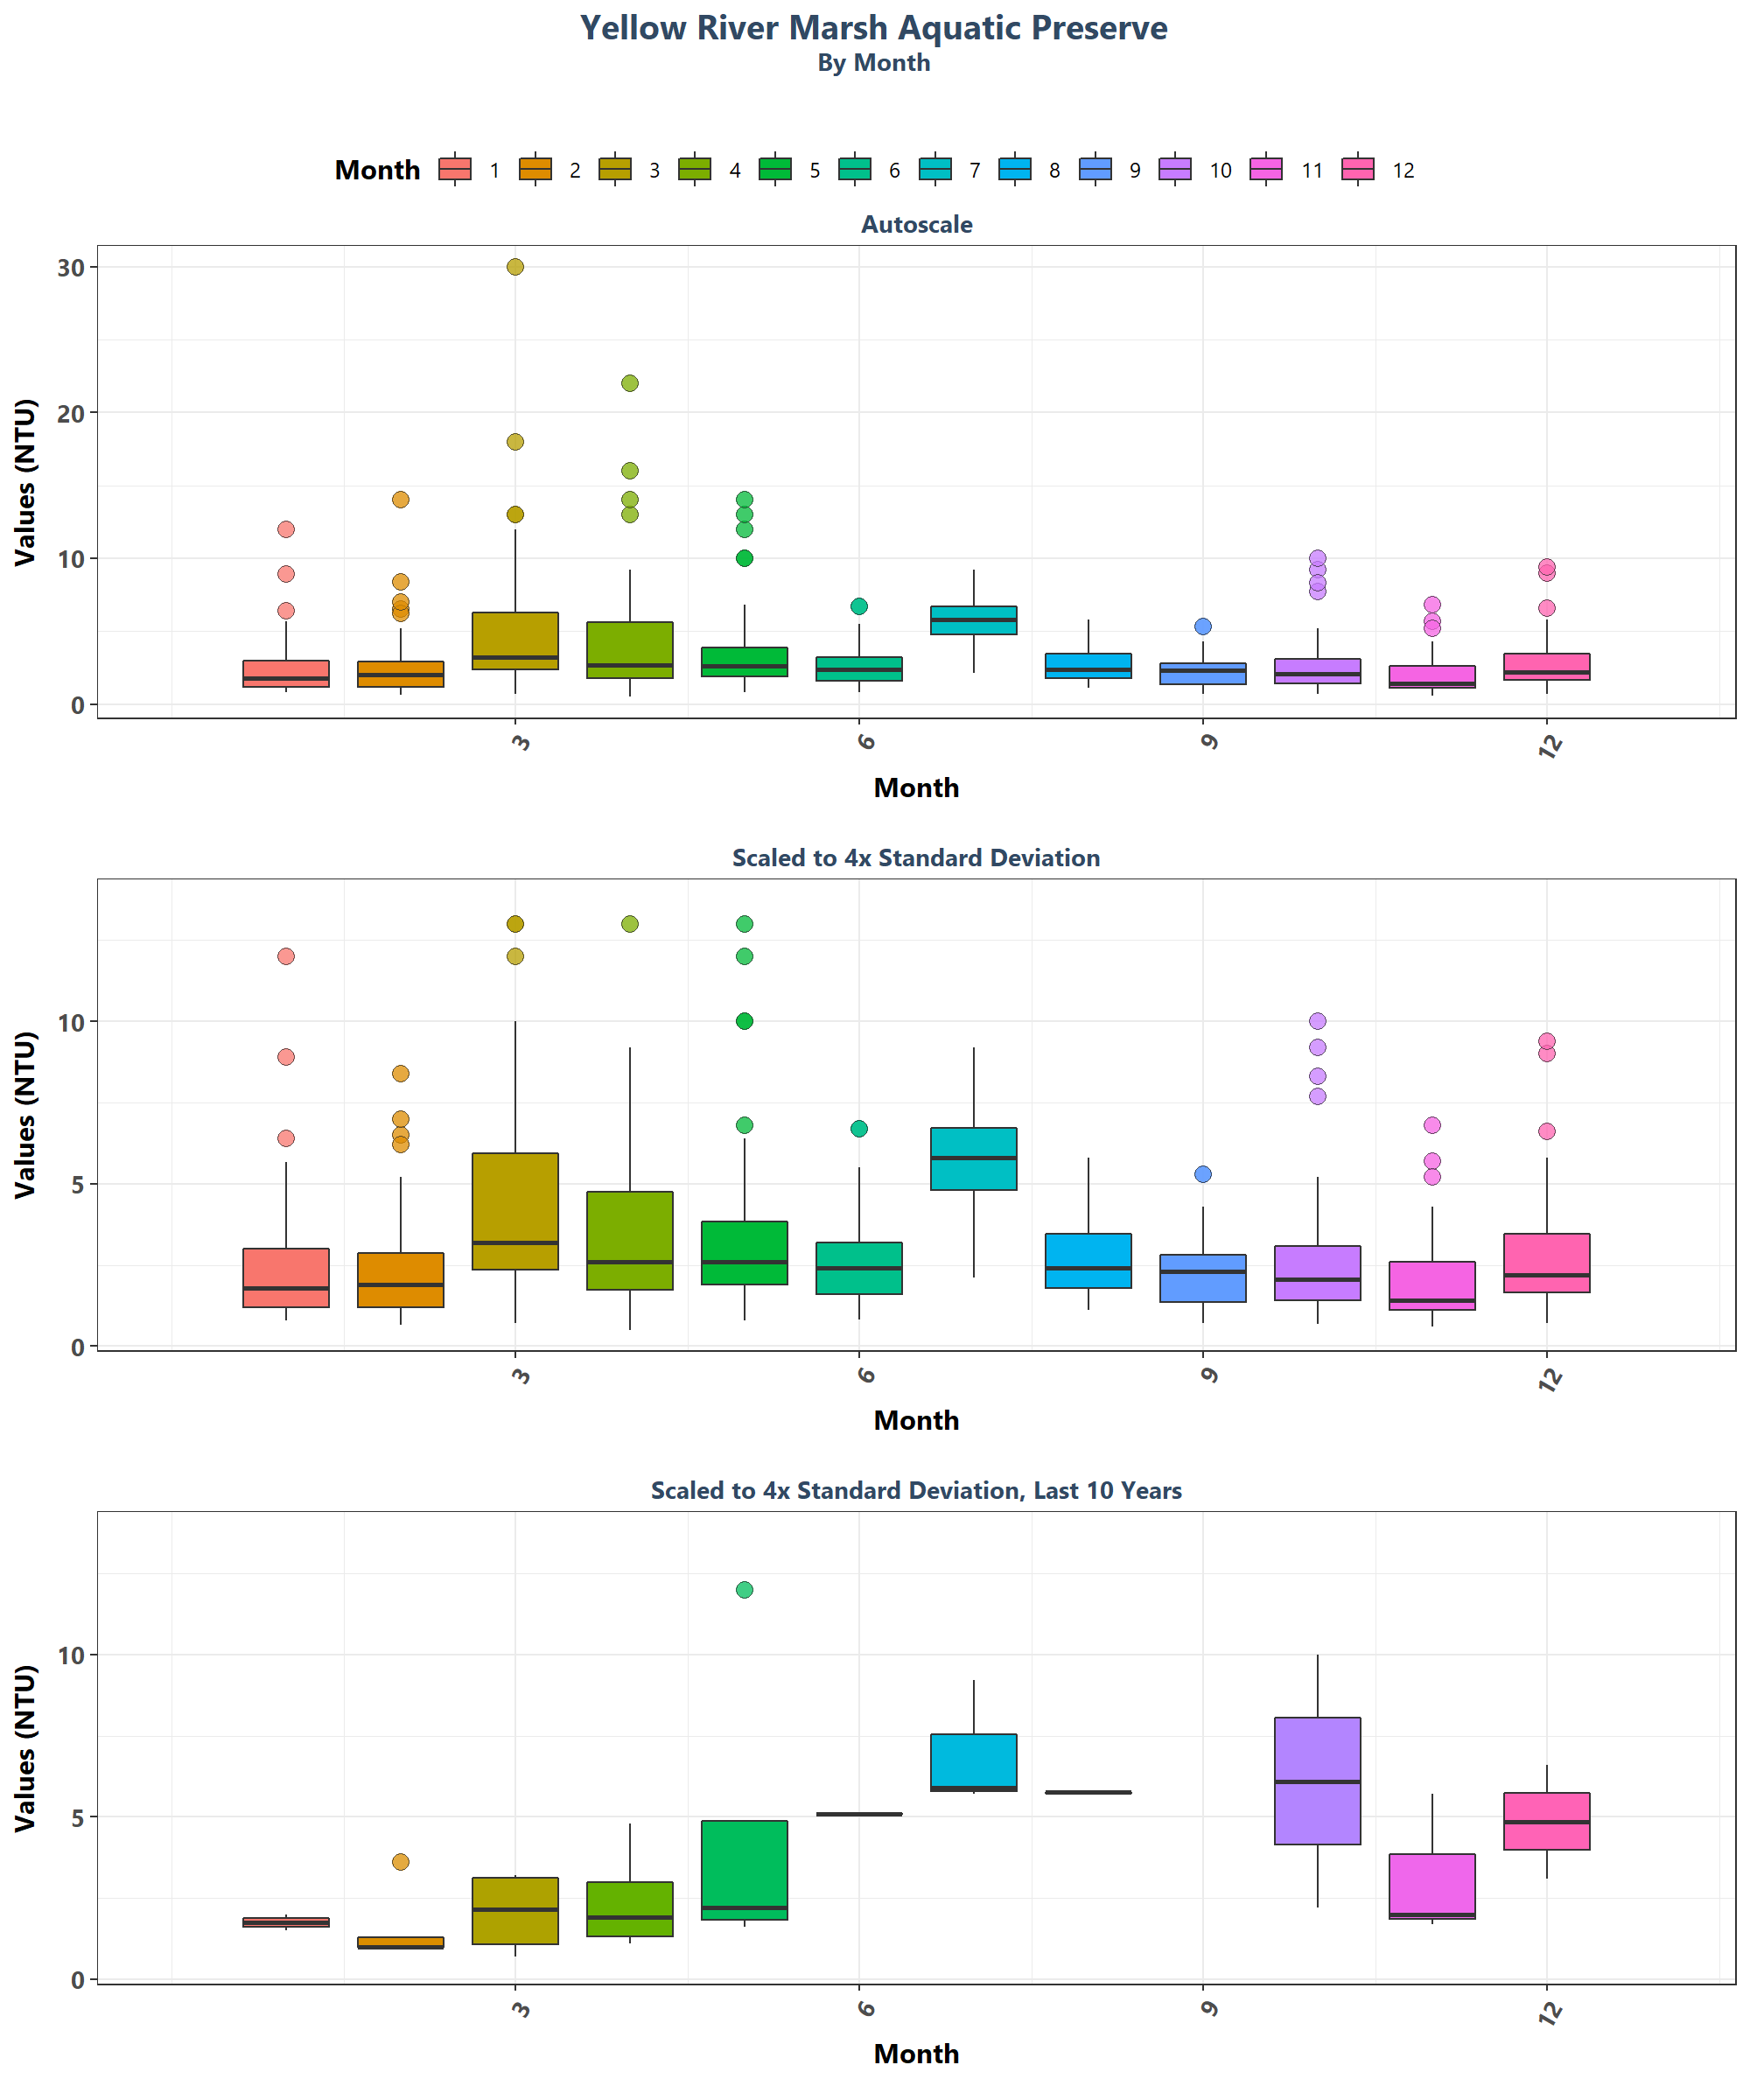 Yellow River Marsh Aquatic Preserve
By Month
Month 1 2 3 4 5 6 7 8 9 10 11 12
Autoscale
Values (NTU)
30
20
10
0
3 6 9 12
Month
Scaled to 4x Standard Deviation
Values (NTU)
10
5
0
3 6 9 12
Month
Scaled to 4x Standard Deviation, Last 10 Years
Values (NTU)
10
5
0
3 6 9 12
Month